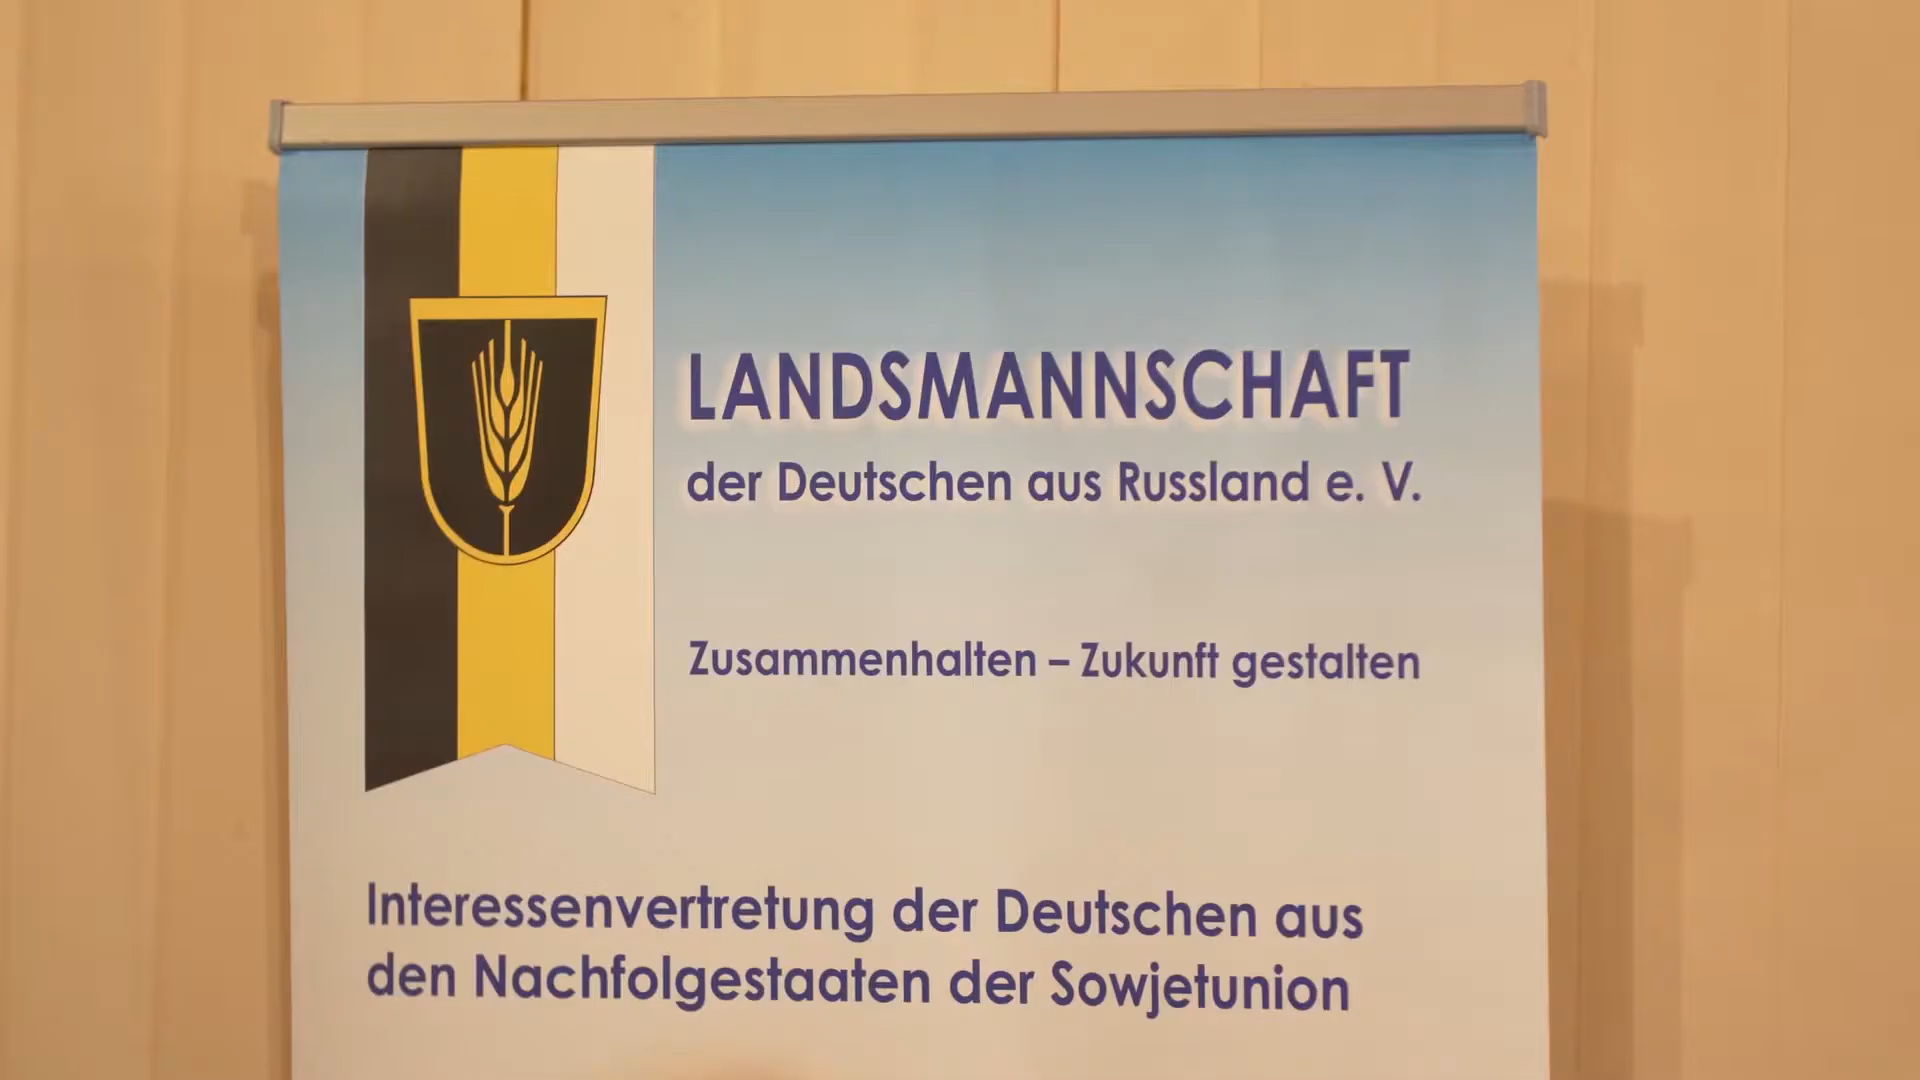 LANDSMANNSCHAFT
der Deutschen aus Russland e. V.
Zusammenhalten – Zukunft gestalten
Interessenvertretung der Deutschen aus
den Nachfolgestaaten der Sowjetunion